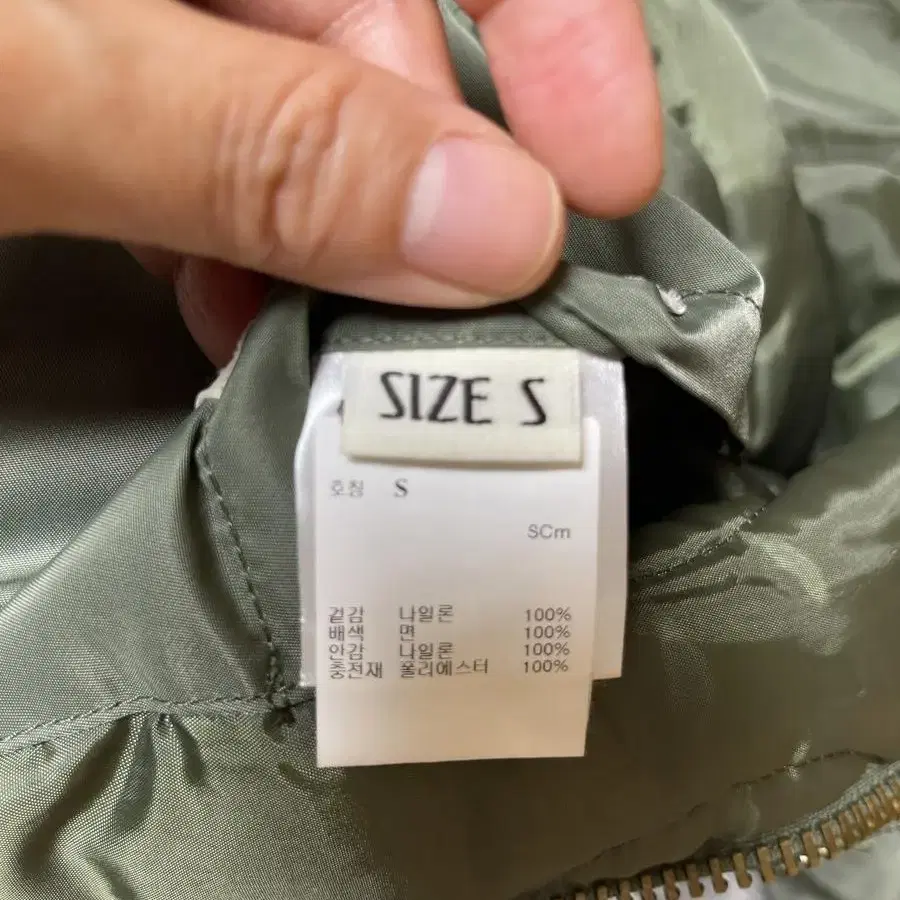 SIZE S
호칭 S
SCm
겉감 나일론 100%
배색 면 100%
안감 나일론 100%
충전재 폴리에스터 100%